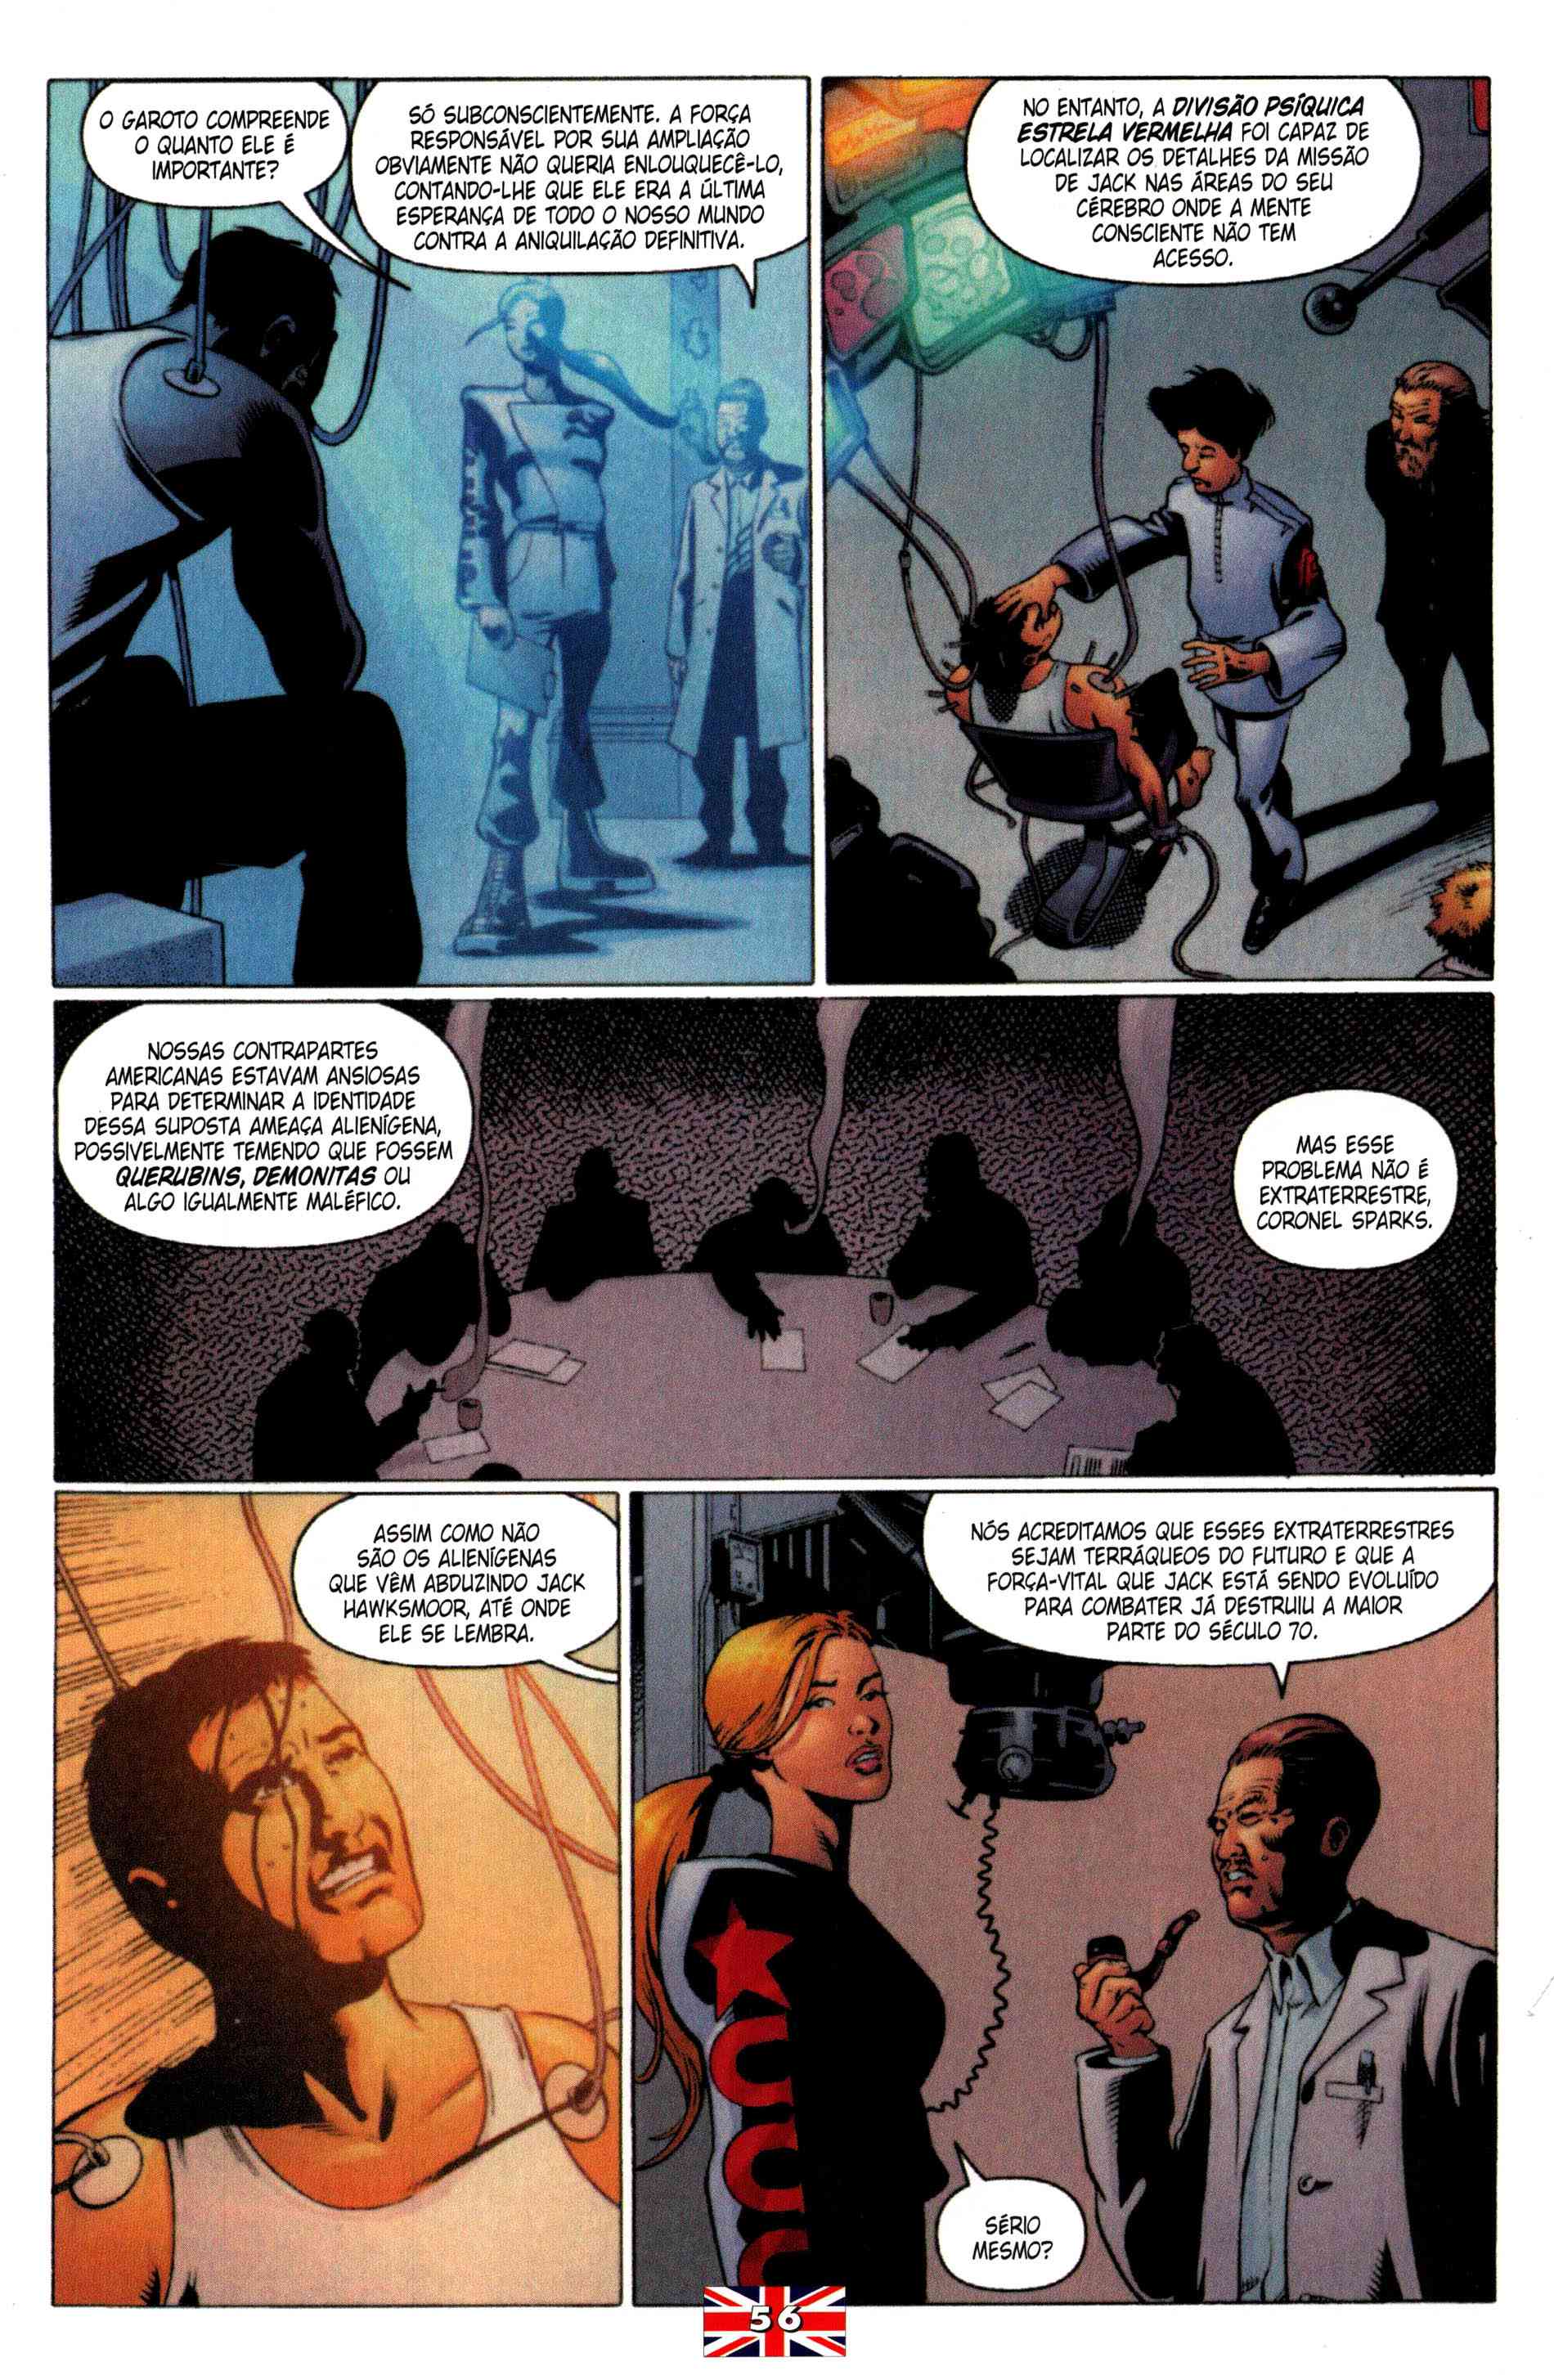 O GAROTO COMPREENDE
O QUANTO ELE É
IMPORTANTE?
SÓ SUBCONSCIENTEMENTE. A FORÇA
RESPONSÁVEL POR SUA AMPLIAÇÃO
OBVIAMENTE NÃO QUERIA ENLOUQUECÊ-LO,
CONTANDO-LHE QUE ELE ERA A ÚLTIMA
ESPERANÇA DE TODO O NOSSO MUNDO
CONTRA A ANIQUILAÇÃO DEFINITIVA.
NO ENTANTO, A DIVISÃO PSÍQUICA
ESTRELA VERMELHA FOI CAPAZ DE
LOCALIZAR OS DETALHES DA MISSÃO
DE JACK NAS ÁREAS DO SEU
CÉREBRO ONDE A MENTE
CONSCIENTE NÃO TEM
ACESSO.
NOSSAS CONTRAPARTES
AMERICANAS ESTAVAM ANSIOSAS
PARA DETERMINAR A IDENTIDADE
DESSA SUPOSTA AMEAÇA ALIENÍGENA,
POSSIVELMENTE TEMENDO QUE FOSSEM
QUERUBINS, DEMONITAS OU
ALGO IGUALMENTE MALÉFICO.
MAS ESSE
PROBLEMA NÃO É
EXTRATERRESTRE,
CORONEL SPARKS.
ASSIM COMO NÃO
SÃO OS ALIENÍGENAS
QUE VÊM ABDUZINDO JACK
HAWKSMOOR, ATÉ ONDE
ELE SE LEMBRA.
NÓS ACREDITAMOS QUE ESSES EXTRATERRESTRES
SEJAM TERRÁQUEOS DO FUTURO E QUE A
FORÇA-VITAL QUE JACK ESTÁ SENDO EVOLUÍDO
PARA COMBATER JÁ DESTRUIU A MAIOR
PARTE DO SÉCULO 70.
SÉRIO
MESMO?
56